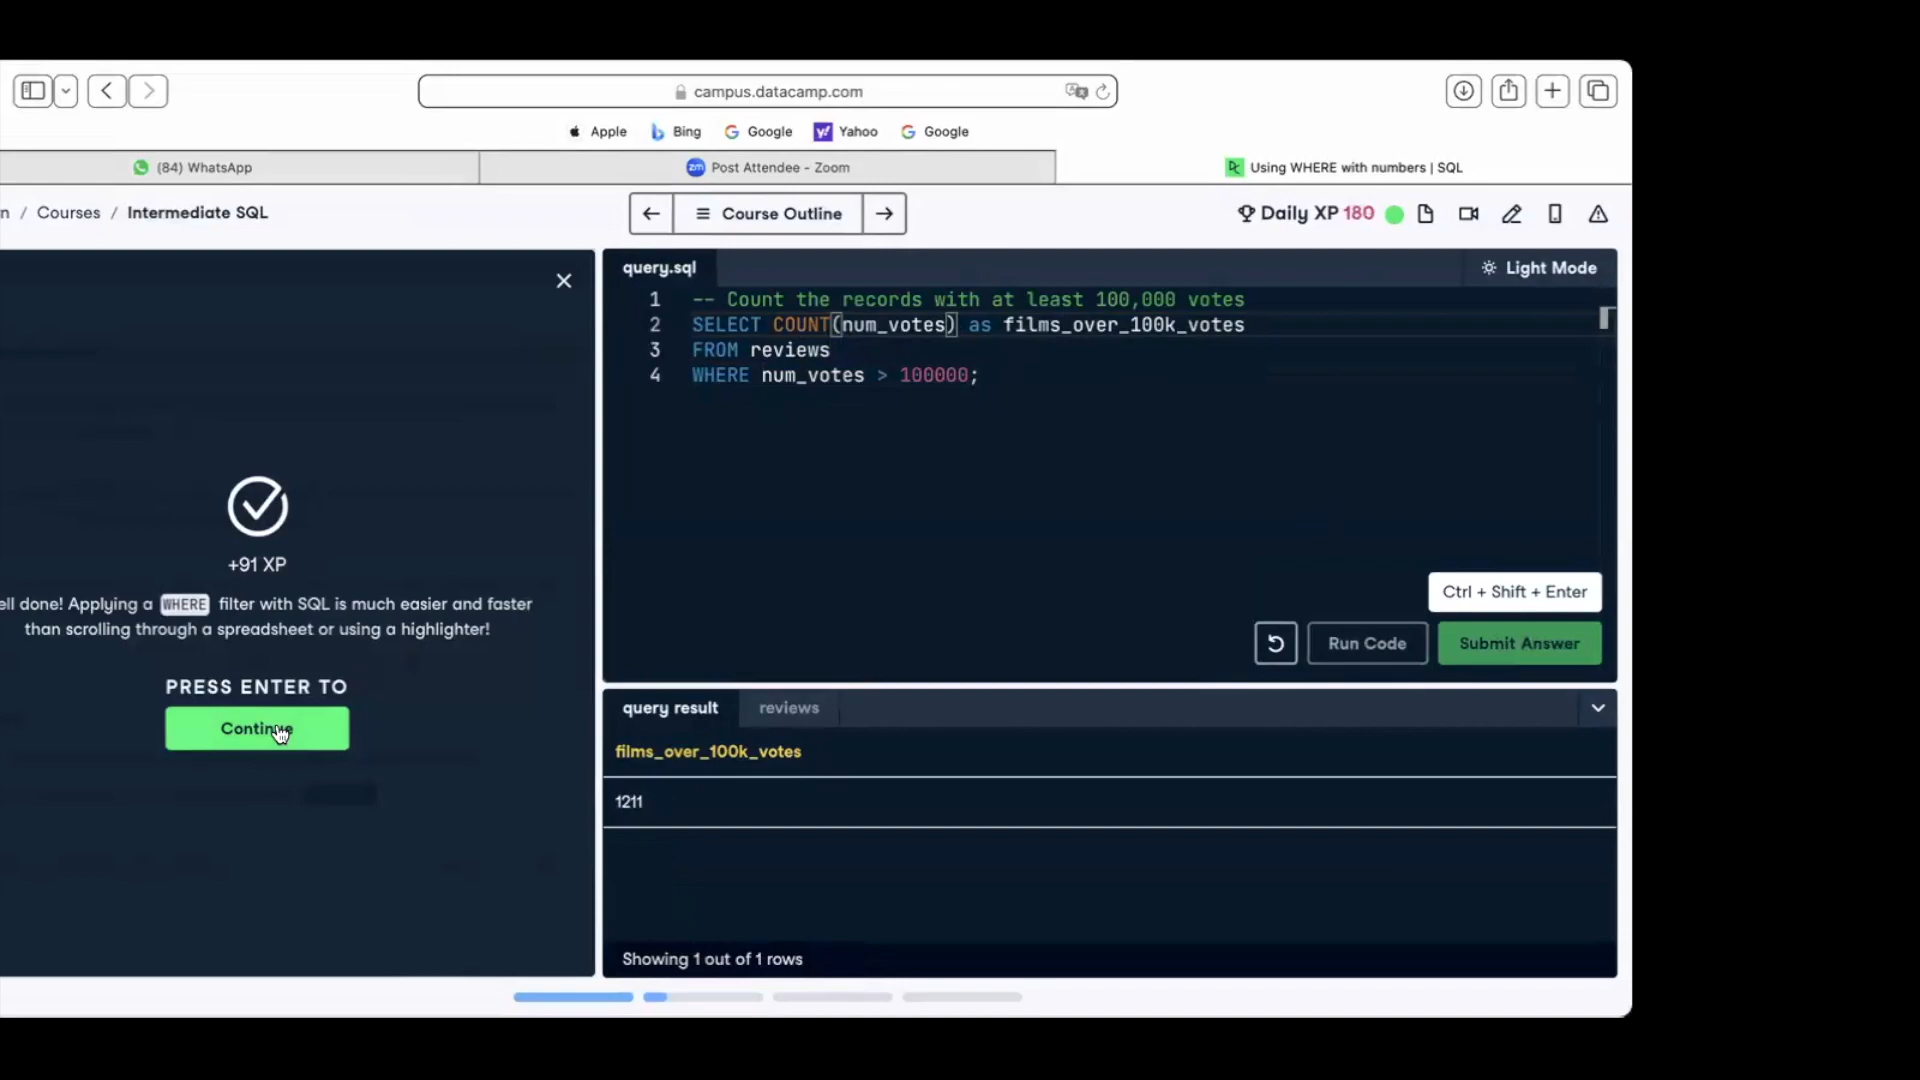 campus.datacamp.com
Apple
Bing
Google
Yahoo
Google
(84) WhatsApp
zm Post Attendee - Zoom
Using WHERE with numbers | SQL
n / Courses / Intermediate SQL
Course Outline
Daily XP 180
query.sql
Light Mode
1 -- Count the records with at least 100,000 votes
2 SELECT COUNT(num_votes) as films_over_100k_votes
3 FROM reviews
4 WHERE num_votes > 100000;
+91 XP
ell done! Applying a WHERE filter with SQL is much easier and faster
than scrolling through a spreadsheet or using a highlighter!
PRESS ENTER TO
Continue
Ctrl + Shift + Enter
Run Code
Submit Answer
query result
reviews
films_over_100k_votes
1211
Showing 1 out of 1 rows